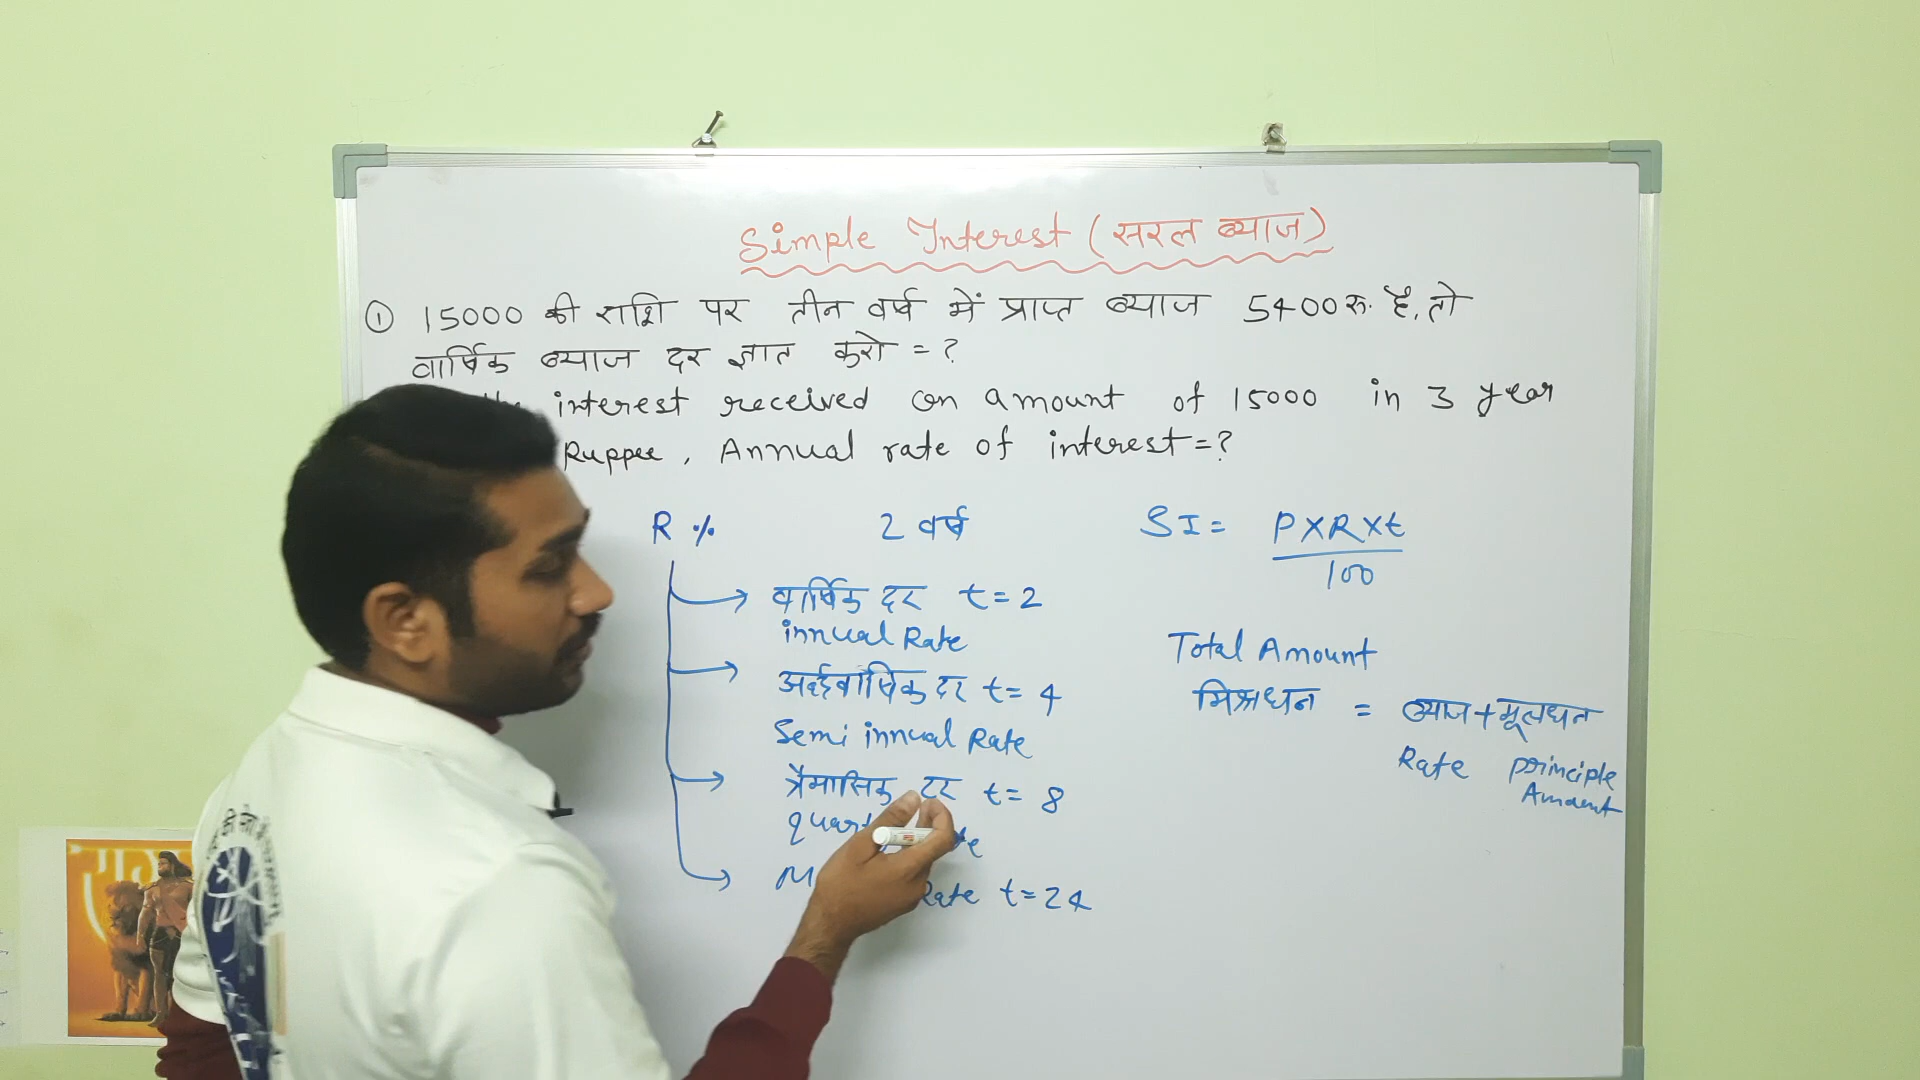 Simple Interest (सरल ब्याज)
① 15000 की राशि पर तीन वर्ष में प्राप्त ब्याज 5400 रु. है, तो
वार्षिक ब्याज दर ज्ञात करो = ?
interest received on amount of 15000 in 3 year
Ruppee, Annual rate of interest = ?
R % 2 वर्ष
वार्षिक दर t = 2
innual Rate
अर्द्धवार्षिक दर t = 4
Semi innual Rate
त्रैमासिक दर t = 8
Rate t = 24
SI = P×R×t
100
Total Amount
मिश्रधन = ब्याज + मूलधन
Rate principle
Amount